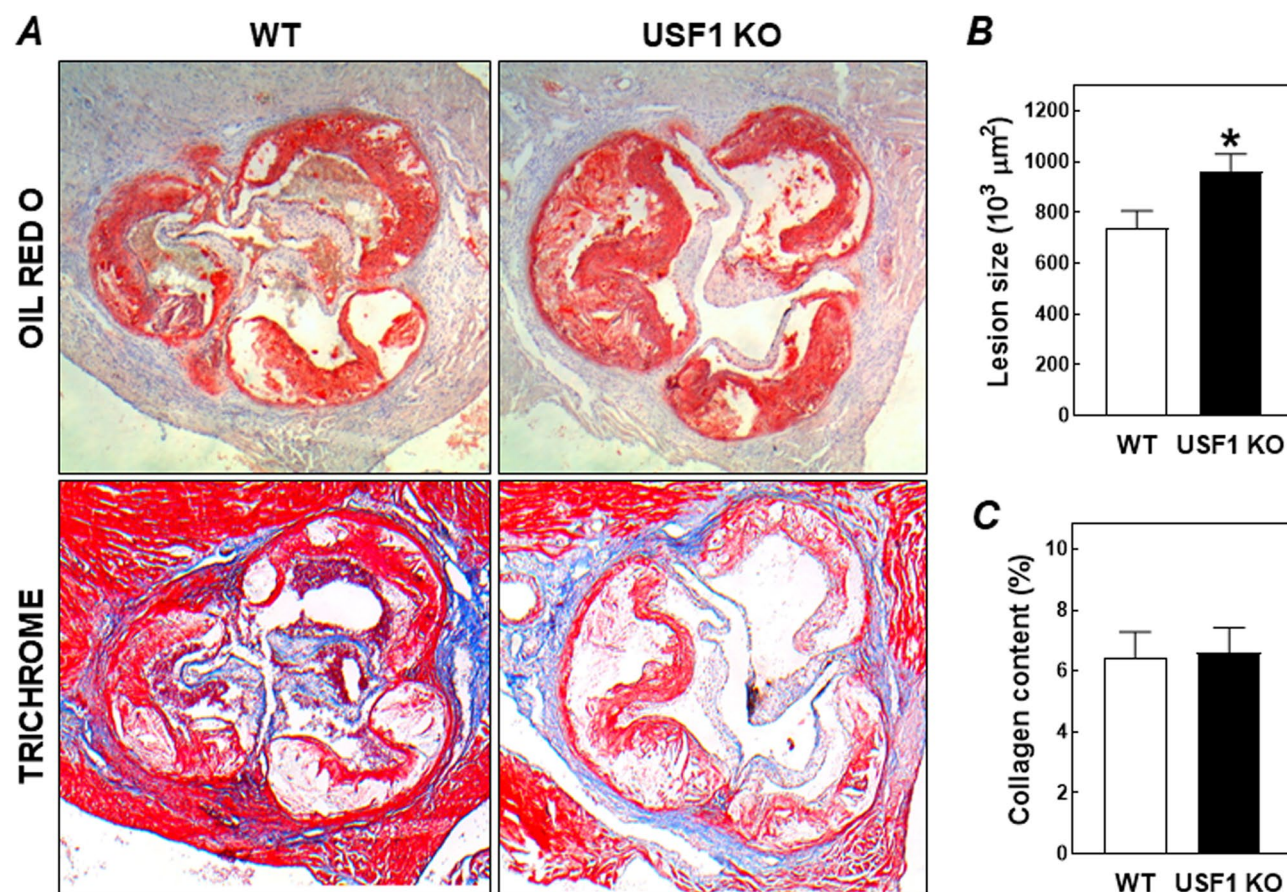 A
WT
USF1 KO
OIL RED O
TRICHROME
B
Lesion size (10³ µm²)
1200
1000
800
600
400
200
0
*
WT USF1 KO
C
Collagen content (%)
10
8
6
4
2
0
WT USF1 KO